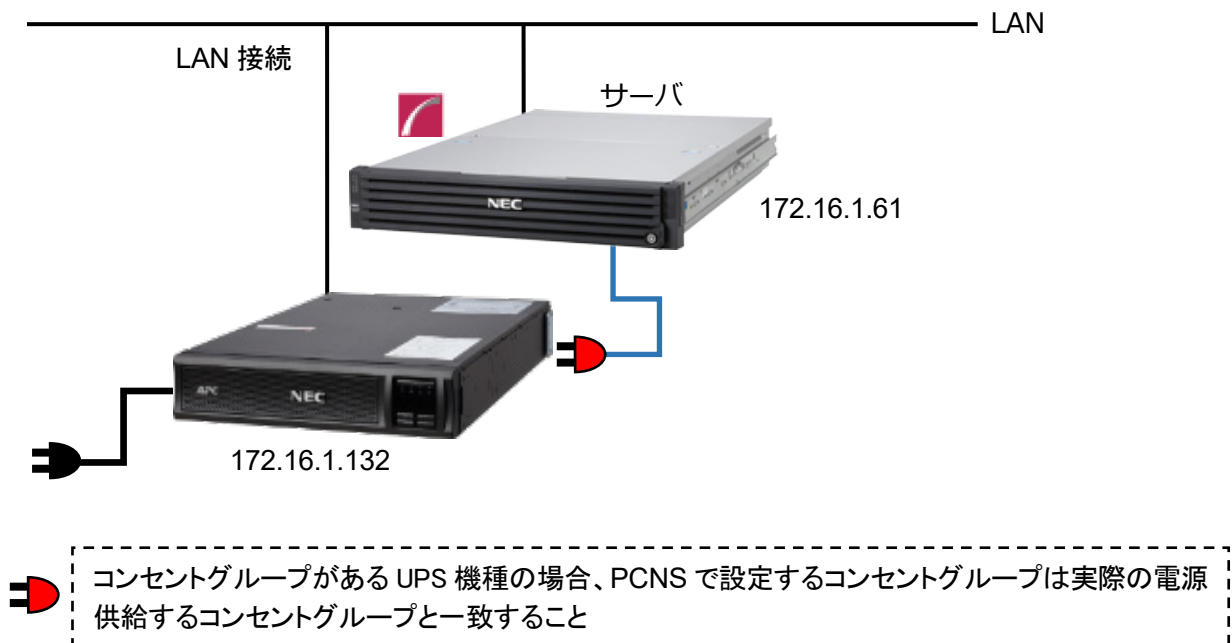 LAN
LAN 接続
サーバ
NEC
172.16.1.61
APC
NEC
172.16.1.132
コンセントグループがある UPS 機種の場合、PCNS で設定するコンセントグループは実際の電源
供給するコンセントグループと一致すること